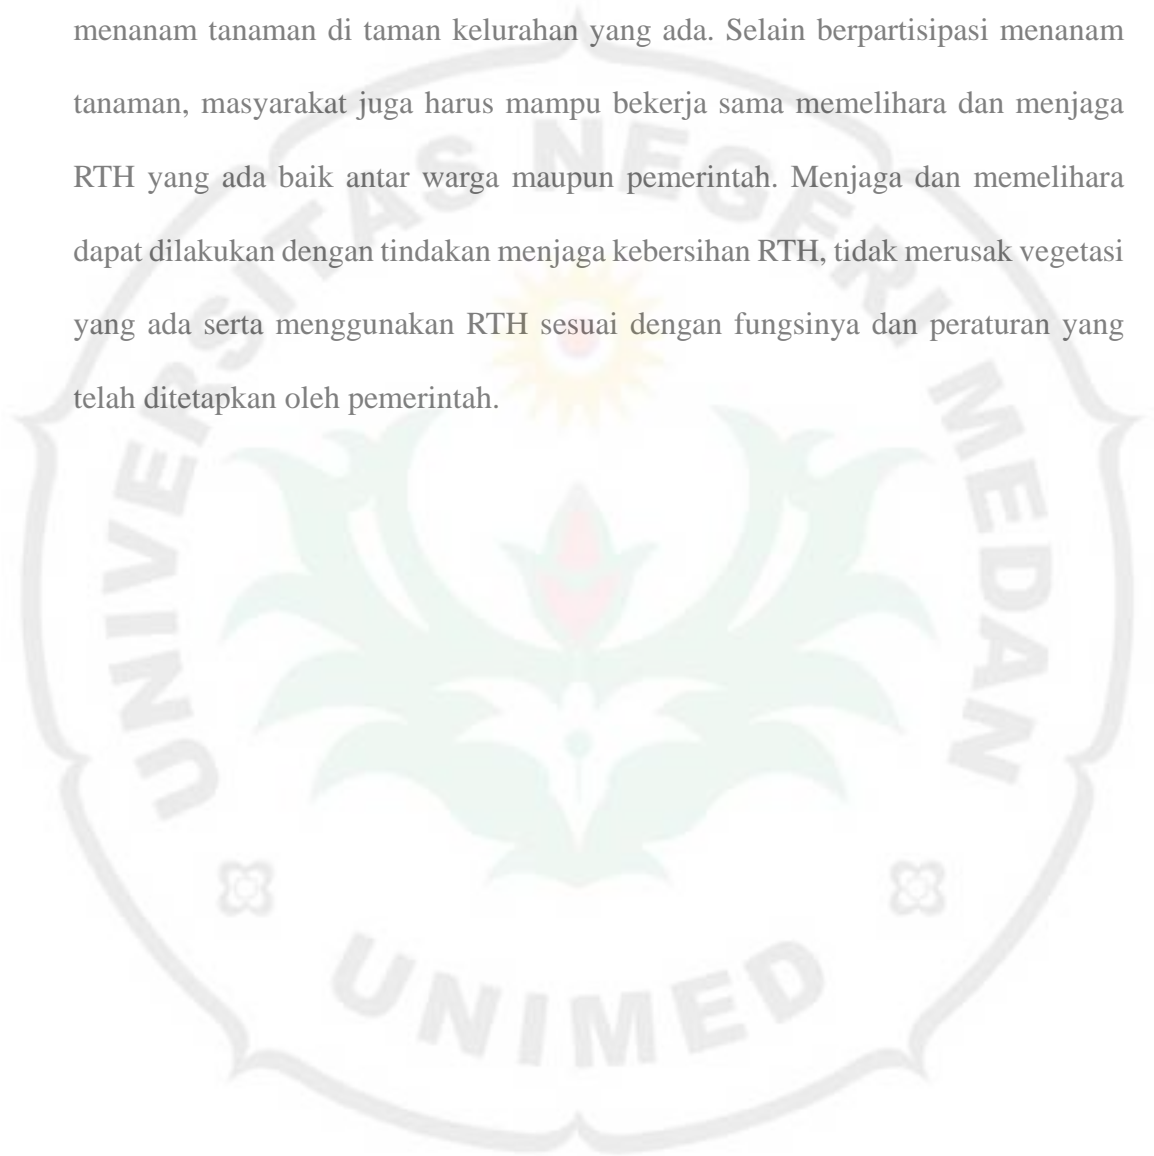 menanam tanaman di taman kelurahan yang ada. Selain berpartisipasi menanam
tanaman, masyarakat juga harus mampu bekerja sama memelihara dan menjaga
RTH yang ada baik antar warga maupun pemerintah. Menjaga dan memelihara
dapat dilakukan dengan tindakan menjaga kebersihan RTH, tidak merusak vegetasi
yang ada serta menggunakan RTH sesuai dengan fungsinya dan peraturan yang
telah ditetapkan oleh pemerintah.
UNIVERSITAS NEGERI MEDAN
UNIMED